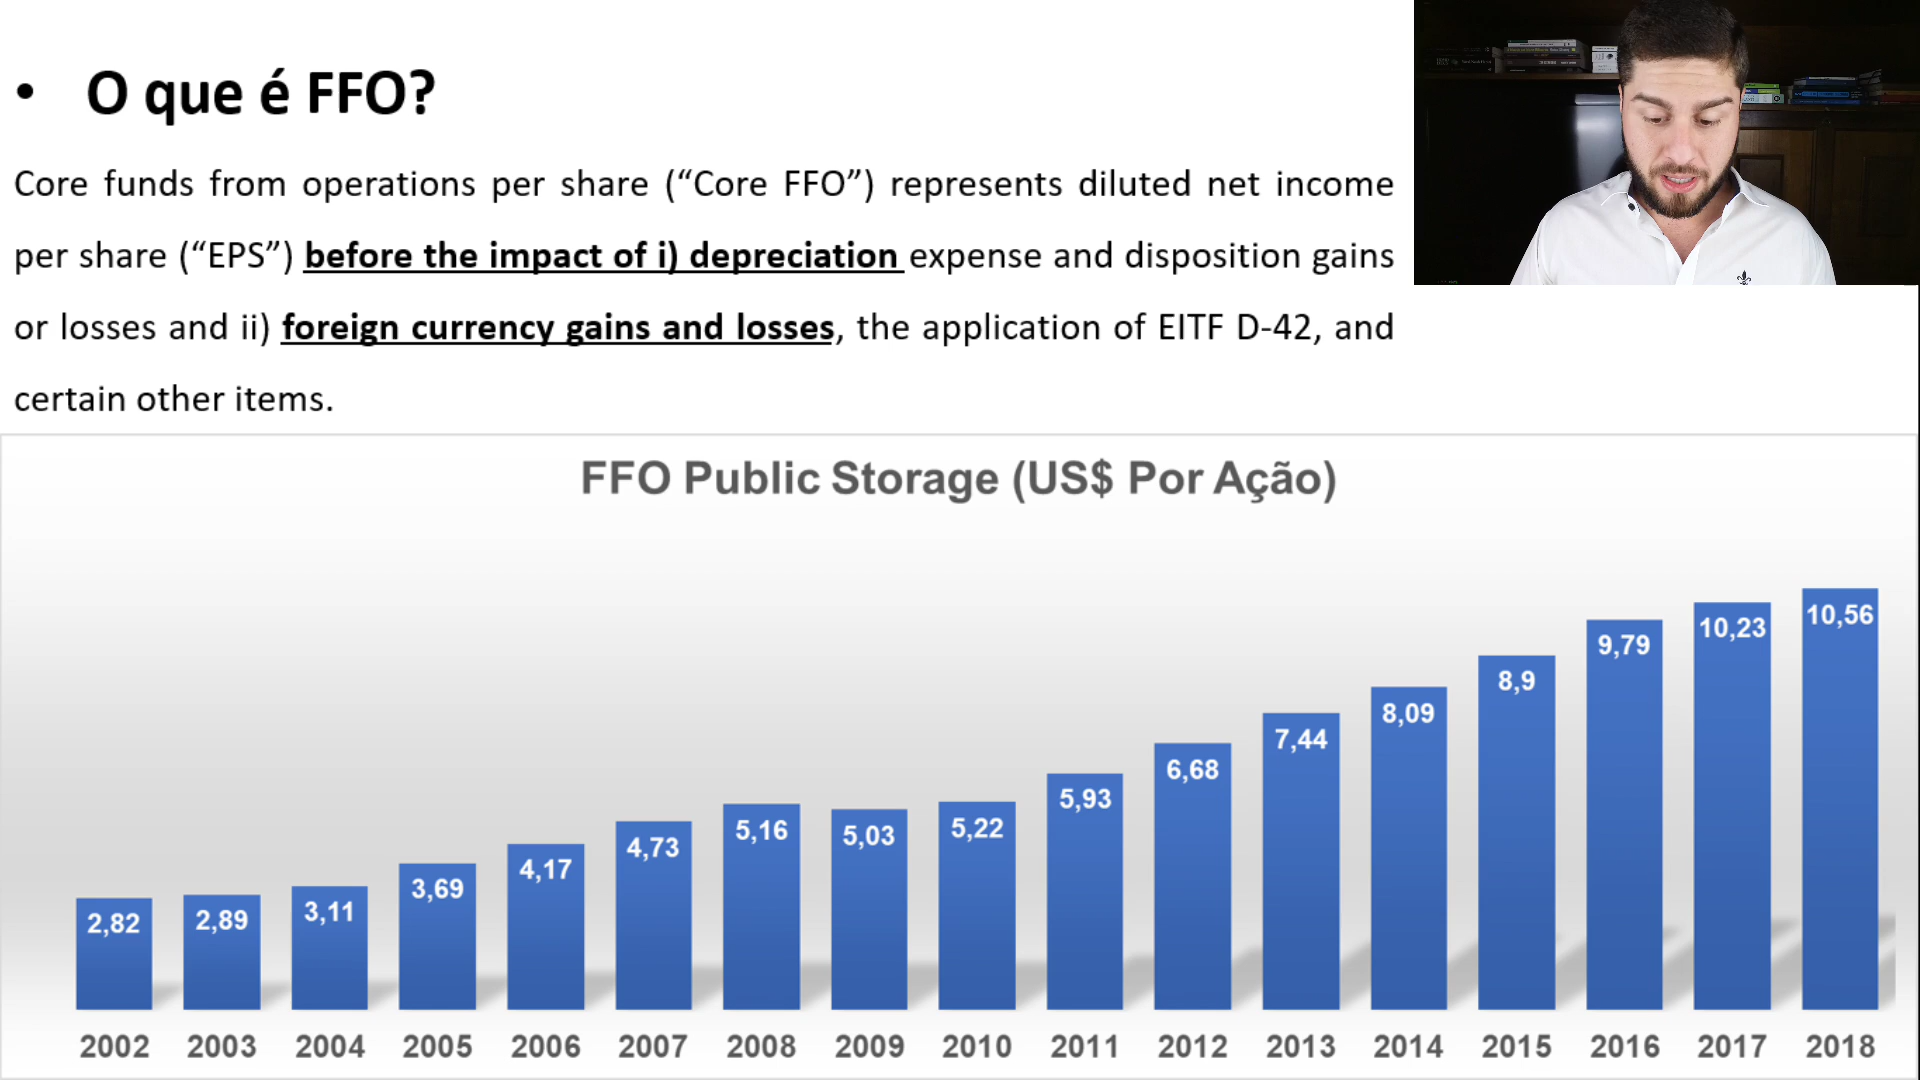 • O que é FFO?
Core funds from operations per share (“Core FFO”) represents diluted net income
per share (“EPS”) before the impact of i) depreciation expense and disposition gains
or losses and ii) foreign currency gains and losses, the application of EITF D-42, and
certain other items.
FFO Public Storage (US$ Por Ação)
2,82 2,89 3,11 3,69 4,17 4,73 5,16 5,03 5,22 5,93 6,68 7,44 8,09 8,9 9,79 10,23 10,56
2002 2003 2004 2005 2006 2007 2008 2009 2010 2011 2012 2013 2014 2015 2016 2017 2018